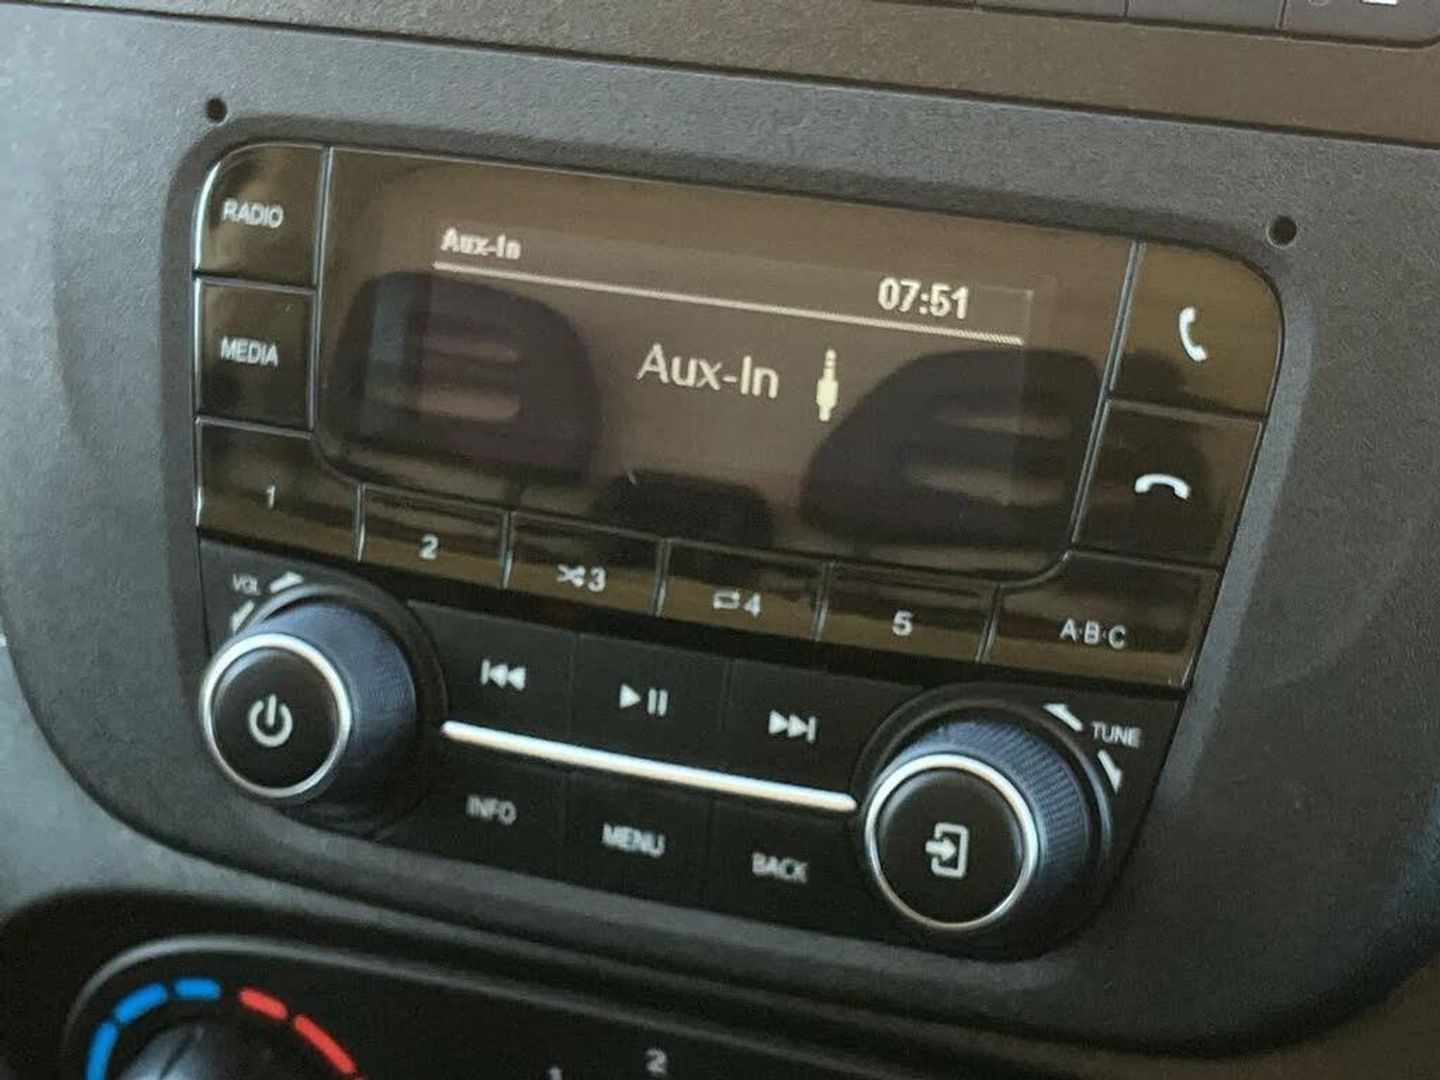 RADIO
Aux-In
07:51
MEDIA
Aux-In
1
2
3
4
5
A·B·C
VOL
TUNE
INFO
MENU
BACK
1
2